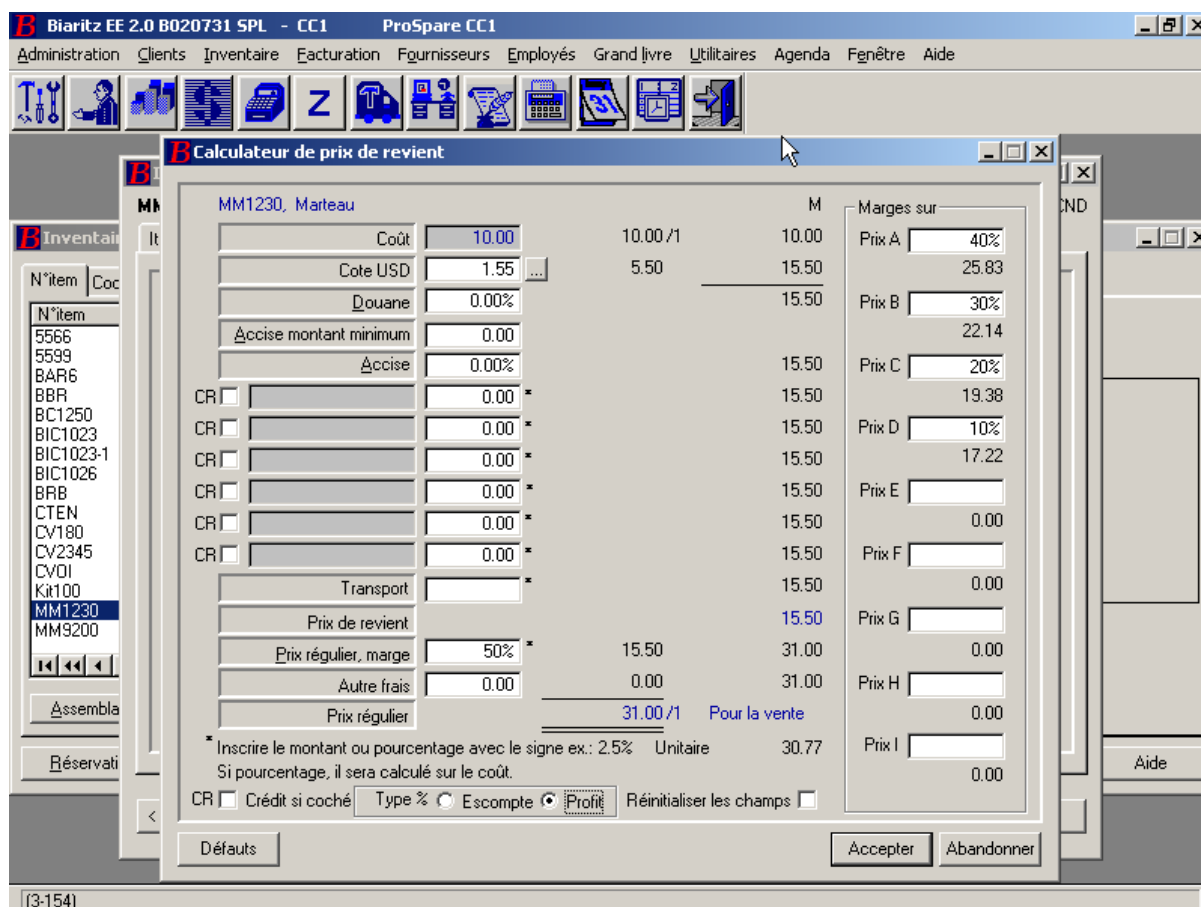 Biaritz EE 2.0 B020731 SPL - CC1 ProSpare CC1
Administration Clients Inventaire Facturation Fournisseurs Employés Grand livre Utilitaires Agenda Fenêtre Aide
Z 31 1 2
Calculateur de prix de revient
MM1230, Marteau M Marges sur
Coût 10.00 10.00 /1 10.00 Prix A 40%
Cote USD 1.55 ... 5.50 15.50 25.83
Douane 0.00% 15.50 Prix B 30%
Accise montant minimum 0.00 22.14
Accise 0.00% 15.50 Prix C 20%
CR 0.00 * 15.50 19.38
CR 0.00 * 15.50 Prix D 10%
CR 0.00 * 15.50 17.22
CR 0.00 * 15.50 Prix E
CR 0.00 * 15.50 0.00
CR 0.00 * 15.50 Prix F
Transport * 15.50 0.00
Prix de revient 15.50 Prix G
Prix régulier, marge 50% * 15.50 31.00 0.00
Autre frais 0.00 0.00 31.00 Prix H
Prix régulier 31.00 /1 Pour la vente 0.00
* Inscrire le montant ou pourcentage avec le signe ex.: 2.5% Unitaire 30.77 Prix I
Si pourcentage, il sera calculé sur le coût. 0.00
CR Crédit si coché Type % Escompte Profit Réinitialiser les champs
Défauts Accepter Abandonner
CND
N°item
N°item
5566
5599
BAR6
BBR
BC1250
BIC1023
BIC1023-1
BIC1026
BRB
CTEN
CV180
CV2345
CVOI
Kit100
MM1230
MM9200
Aide
(3-154)